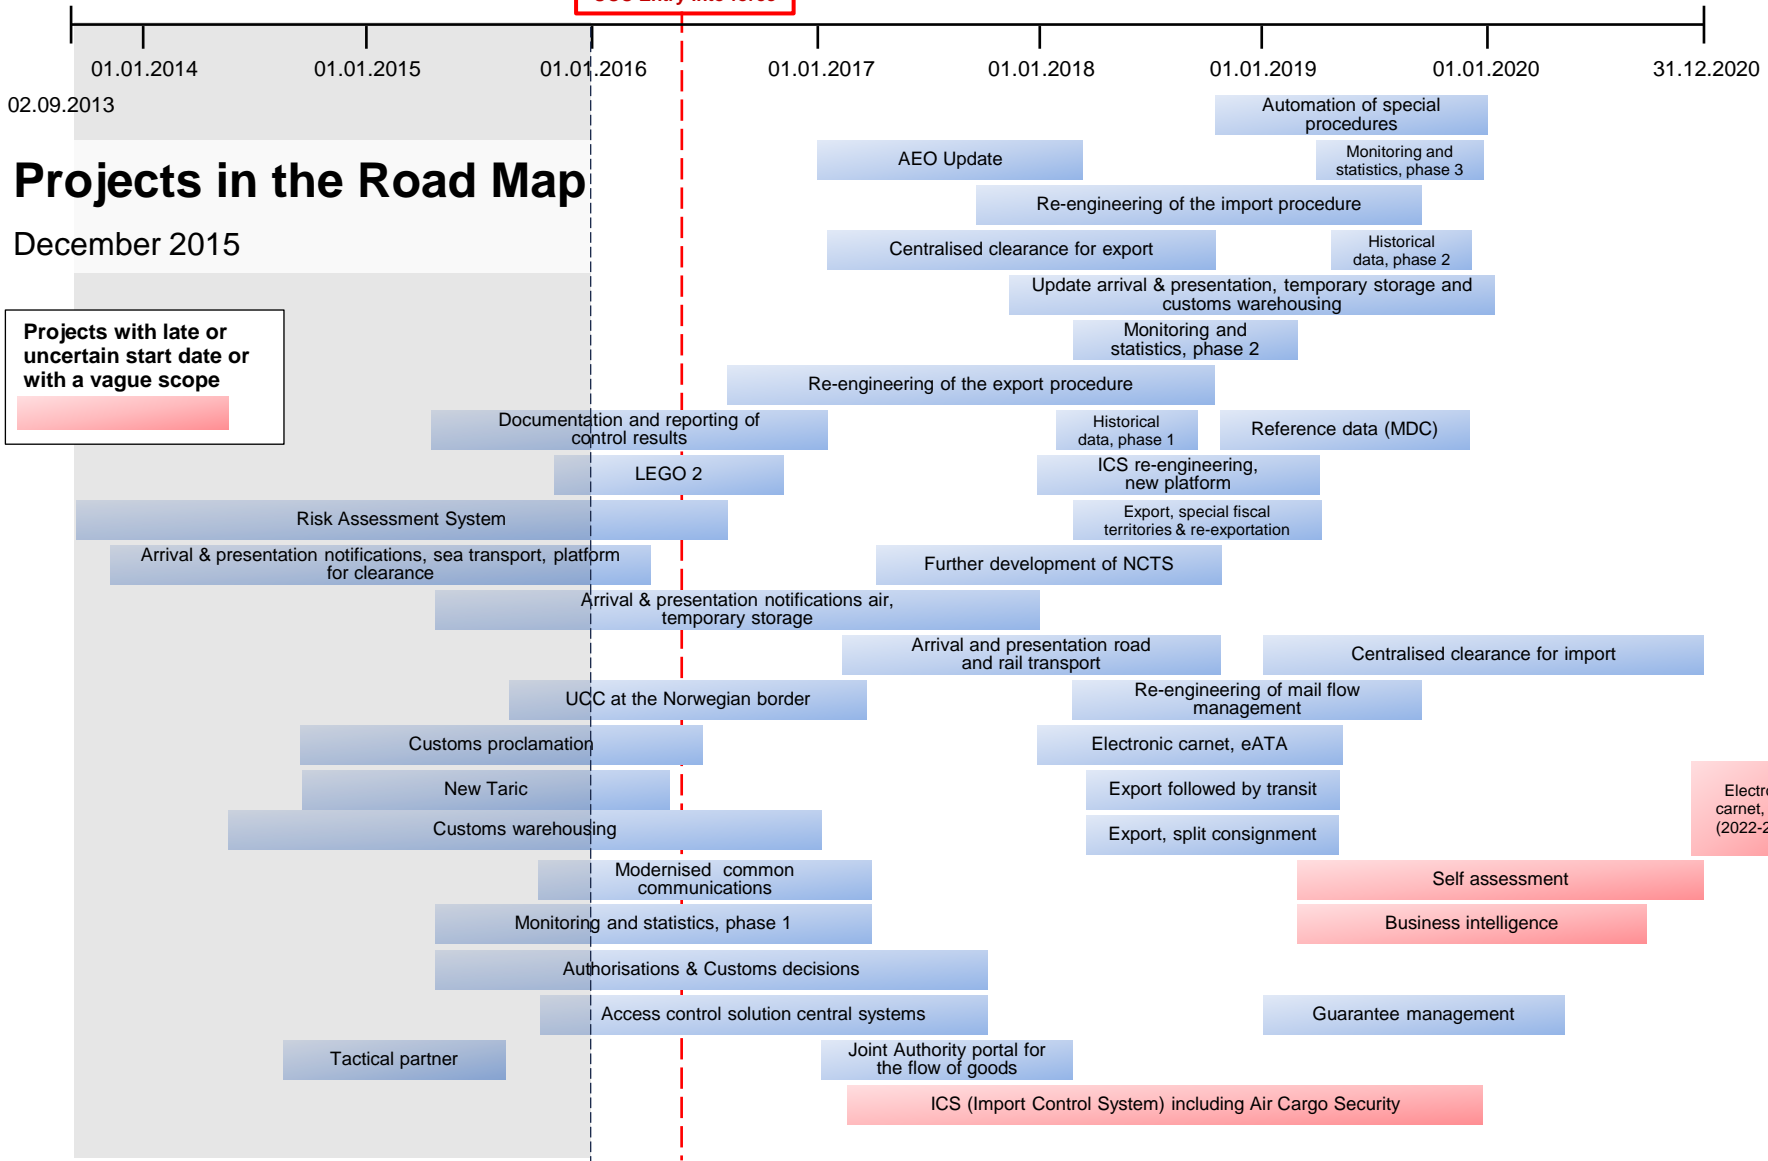 Entry into force
01.01.2014
01.01.2015
01.01.2016
01.01.2017
01.01.2018
01.01.2019
01.01.2020
31.12.2020
02.09.2013
Projects in the Road Map
December 2015
Projects with late or
uncertain start date or
with a vague scope
Automation of special
procedures
AEO Update
Monitoring and
statistics, phase 3
Re-engineering of the import procedure
Centralised clearance for export
Historical
data, phase 2
Update arrival & presentation, temporary storage and
customs warehousing
Monitoring and
statistics, phase 2
Re-engineering of the export procedure
Documentation and reporting of
control results
Historical
data, phase 1
Reference data (MDC)
LEGO 2
ICS re-engineering,
new platform
Risk Assessment System
Export, special fiscal
territories & re-exportation
Arrival & presentation notifications, sea transport, platform
for clearance
Further development of NCTS
Arrival & presentation notifications air,
temporary storage
Arrival and presentation road
and rail transport
Centralised clearance for import
UCC at the Norwegian border
Re-engineering of mail flow
management
Customs proclamation
Electronic carnet, eATA
New Taric
Export followed by transit
Electro
carnet,
(2022-2
Customs warehousing
Export, split consignment
Modernised common
communications
Self assessment
Monitoring and statistics, phase 1
Business intelligence
Authorisations & Customs decisions
Access control solution central systems
Guarantee management
Tactical partner
Joint Authority portal for
the flow of goods
ICS (Import Control System) including Air Cargo Security